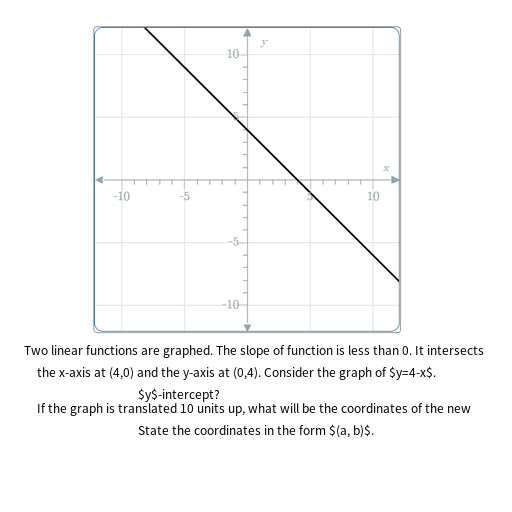 y
10
5
x
-10
-5
5
10
-5
-10
Two linear functions are graphed. The slope of function is less than 0. It intersects
the x-axis at (4,0) and the y-axis at (0,4). Consider the graph of $y=4-x$.
$y$-intercept?
If the graph is translated 10 units up, what will be the coordinates of the new
State the coordinates in the form $(a, b)$.